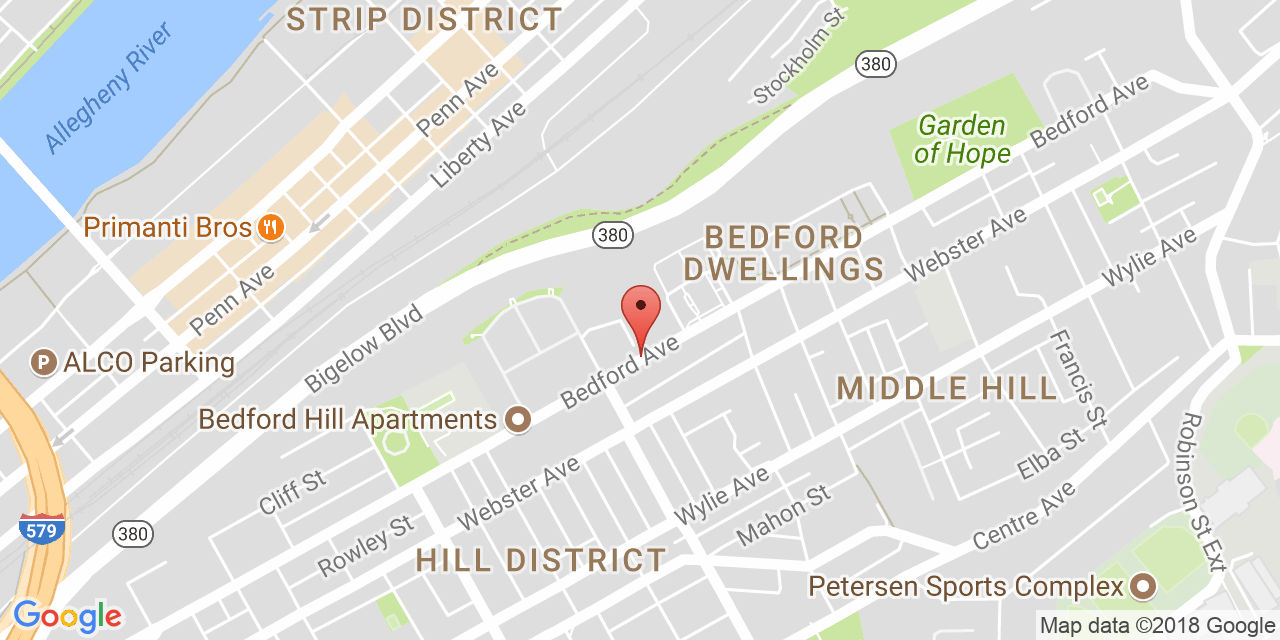 STRIP DISTRICT
Allegheny River
Penn Ave
Liberty Ave
Stockholm St
380
Garden
of Hope
Bedford Ave
Primanti Bros
Penn Ave
380
BEDFORD
DWELLINGS
Webster Ave
Wylie Ave
Bigelow Blvd
P
ALCO Parking
Bedford Ave
MIDDLE HILL
Francis St
Bedford Hill Apartments
Cliff St
Webster Ave
Rowley St
Wylie Ave
Mahon St
Elba St
Centre Ave
Robinson St Ext
579
380
HILL DISTRICT
Petersen Sports Complex
Google
Map data ©2018 Google